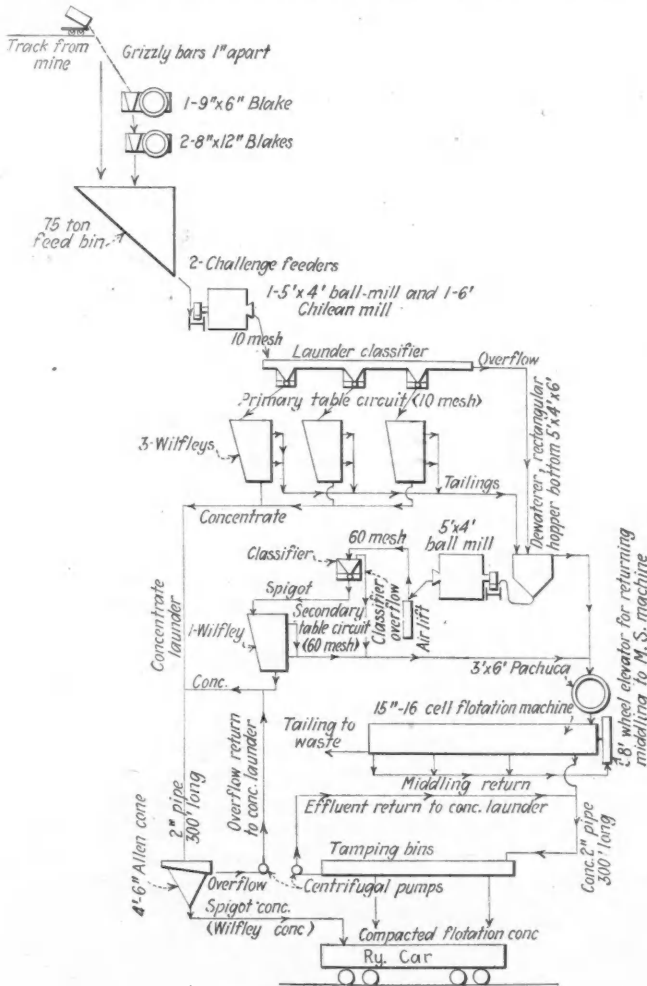 Track from
mine
Grizzly bars 1" apart
1-9"x6" Blake
2-8"x12" Blakes
75 ton
feed bin
2-Challenge feeders
1-5'x4' ball-mill and 1-6'
Chilean mill
10 mesh
Launder classifier
Overflow
Primary table circuit (10 mesh)
3-Wilfleys
Tailings
Concentrate
Dewaterer, rectangular
hopper bottom 5'x4'x6'
60 mesh
5'x4'
ball mill
Classifier
Spigot
Classifier
overflow
Air lift
Secondary
table circuit
(60 mesh)
1-Wilfley
Concentrate
launder
Conc.
3'x6' Pachuca
15"-16 cell flotation machine
8' wheel elevator for returning
middling to M.S. machine
Tailing to
waste
Middling return
Overflow return
to conc. launder
Effluent return to conc. launder
2" pipe
300' long
Conc. 2" pipe
300' long
Tamping bins
4'-6" Allen cone
Overflow
Centrifugal pumps
Spigot conc.
(Wilfley conc)
Compacted flotation conc
Ry. Car